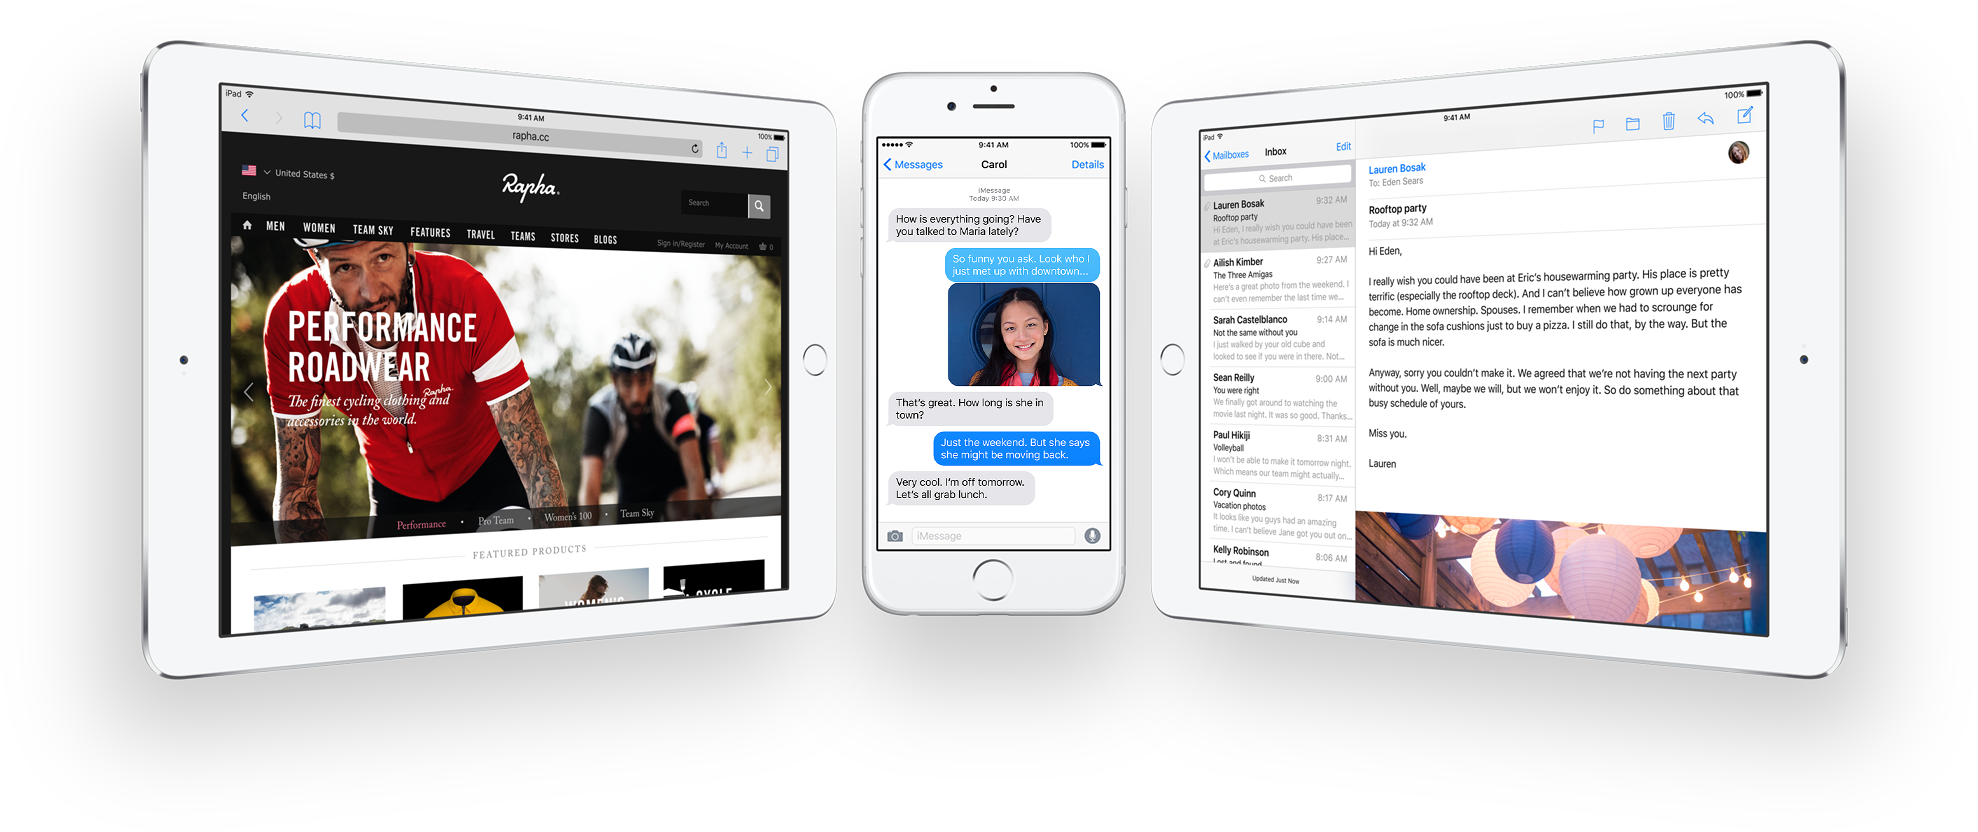 iPad
9:41 AM
100%
rapha.cc
United States $
English
Rapha.
Search
MEN WOMEN TEAM SKY FEATURES TRAVEL TEAMS STORES BLOGS
Sign in/Register My Account 0
PERFORMANCE
ROADWEAR
Rapha.
The finest cycling clothing and
accessories in the world.
Performance • Pro Team • Women's 100 • Team Sky
FEATURED PRODUCTS
WOMEN'S
CYCLE
9:41 AM
100%
Messages
Carol
Details
iMessage
Today 9:30 AM
How is everything going? Have
you talked to Maria lately?
So funny you ask. Look who I
just met up with downtown...
That's great. How long is she in
town?
Just the weekend. But she says
she might be moving back.
Very cool. I'm off tomorrow.
Let's all grab lunch.
iMessage
iPad
9:41 AM
100%
Mailboxes
Inbox
Edit
Search
Lauren Bosak 9:32 AM
Rooftop party
Hi Eden, I really wish you could have been
at Eric's housewarming party. His place...
Ailish Kimber 9:27 AM
The Three Amigas
Here's a great photo from the weekend. I
can't even remember the last time we...
Sarah Castelblanco 9:14 AM
Not the same without you
I just walked by your old cube and
looked to see if you were in there. Not...
Sean Reilly 9:00 AM
You were right
We finally got around to watching the
movie last night. It was so good. Thanks...
Paul Hikiji 8:31 AM
Volleyball
I won't be able to make it tomorrow night.
Which means our team might actually...
Cory Quinn 8:17 AM
Vacation photos
It looks like you guys had an amazing
time. I can't believe Jane got you out on...
Kelly Robinson 8:06 AM
Lost and found
Updated Just Now
Lauren Bosak
To: Eden Sears
Rooftop party
Today at 9:32 AM
Hi Eden,
I really wish you could have been at Eric's housewarming party. His place is pretty
terrific (especially the rooftop deck). And I can't believe how grown up everyone has
become. Home ownership. Spouses. I remember when we had to scrounge for
change in the sofa cushions just to buy a pizza. I still do that, by the way. But the
sofa is much nicer.
Anyway, sorry you couldn't make it. We agreed that we're not having the next party
without you. Well, maybe we will, but we won't enjoy it. So do something about that
busy schedule of yours.
Miss you.
Lauren